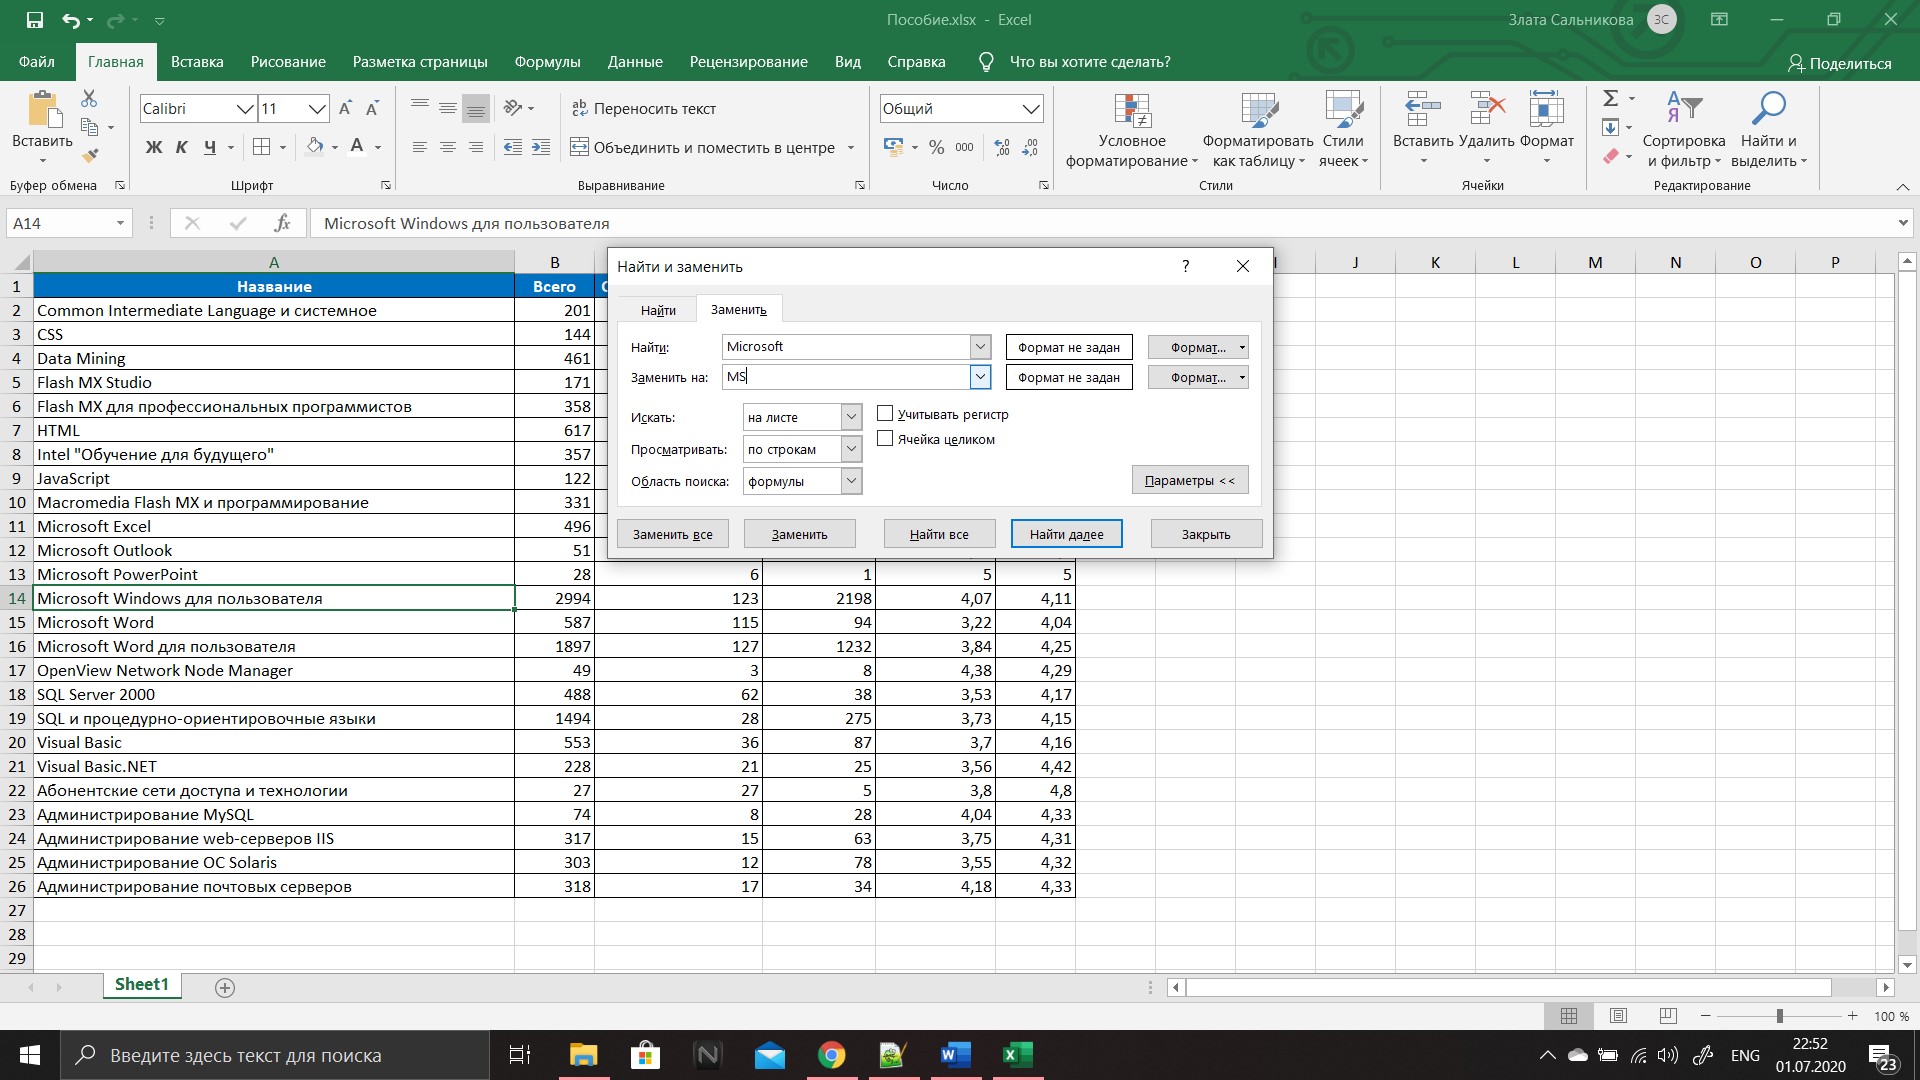 Пособие.xlsx - Excel
Злата Сальникова ЗС
Файл Главная Вставка Рисование Разметка страницы Формулы Данные Рецензирование Вид Справка Что вы хотите сделать? Поделиться
Вставить
Буфер обмена
Calibri 11
Ж К Ч
Шрифт
Переносить текст
Объединить и поместить в центре
Выравнивание
Общий
% 000
Число
Условное форматирование
Форматировать как таблицу
Стили ячеек
Стили
Вставить Удалить Формат
Ячейки
Сортировка и фильтр
Найти и выделить
Редактирование
A14 fx Microsoft Windows для пользователя
A B I J K L M N O P
1 Название Всего
2 Common Intermediate Language и системное 201
3 CSS 144
4 Data Mining 461
5 Flash MX Studio 171
6 Flash MX для профессиональных программистов 358
7 HTML 617
8 Intel "Обучение для будущего" 357
9 JavaScript 122
10 Macromedia Flash MX и программирование 331
11 Microsoft Excel 496
12 Microsoft Outlook 51
13 Microsoft PowerPoint 28 6 1 5 5
14 Microsoft Windows для пользователя 2994 123 2198 4,07 4,11
15 Microsoft Word 587 115 94 3,22 4,04
16 Microsoft Word для пользователя 1897 127 1232 3,84 4,25
17 OpenView Network Node Manager 49 3 8 4,38 4,29
18 SQL Server 2000 488 62 38 3,53 4,17
19 SQL и процедурно-ориентировочные языки 1494 28 275 3,73 4,15
20 Visual Basic 553 36 87 3,7 4,16
21 Visual Basic.NET 228 21 25 3,56 4,42
22 Абонентские сети доступа и технологии 27 27 5 3,8 4,8
23 Администрирование MySQL 74 8 28 4,04 4,33
24 Администрирование web-серверов IIS 317 15 63 3,75 4,31
25 Администрирование ОС Solaris 303 12 78 3,55 4,32
26 Администрирование почтовых серверов 318 17 34 4,18 4,33
27
28
29
Найти и заменить ?
Найти Заменить
Найти: Microsoft Формат не задан Формат...
Заменить на: MS Формат не задан Формат...
Искать: на листе Учитывать регистр
Просматривать: по строкам Ячейка целиком
Область поиска: формулы Параметры <<
Заменить все Заменить Найти все Найти далее Закрыть
Sheet1
100 %
Введите здесь текст для поиска
ENG 22:52
01.07.2020
23